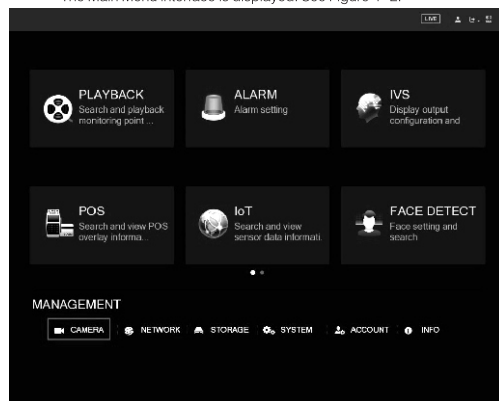 The Main Menu interface is displayed. See Figure
LIVE
PLAYBACK
Search and playback
monitoring point ...
ALARM
Alarm setting
IVS
Display output
configuration and
POS
Search and view POS
overlay informa...
IoT
Search and view
sensor data informati
FACE DETECT
Face setting and
search
MANAGEMENT
CAMERA
NETWORK
STORAGE
SYSTEM
ACCOUNT
INFO